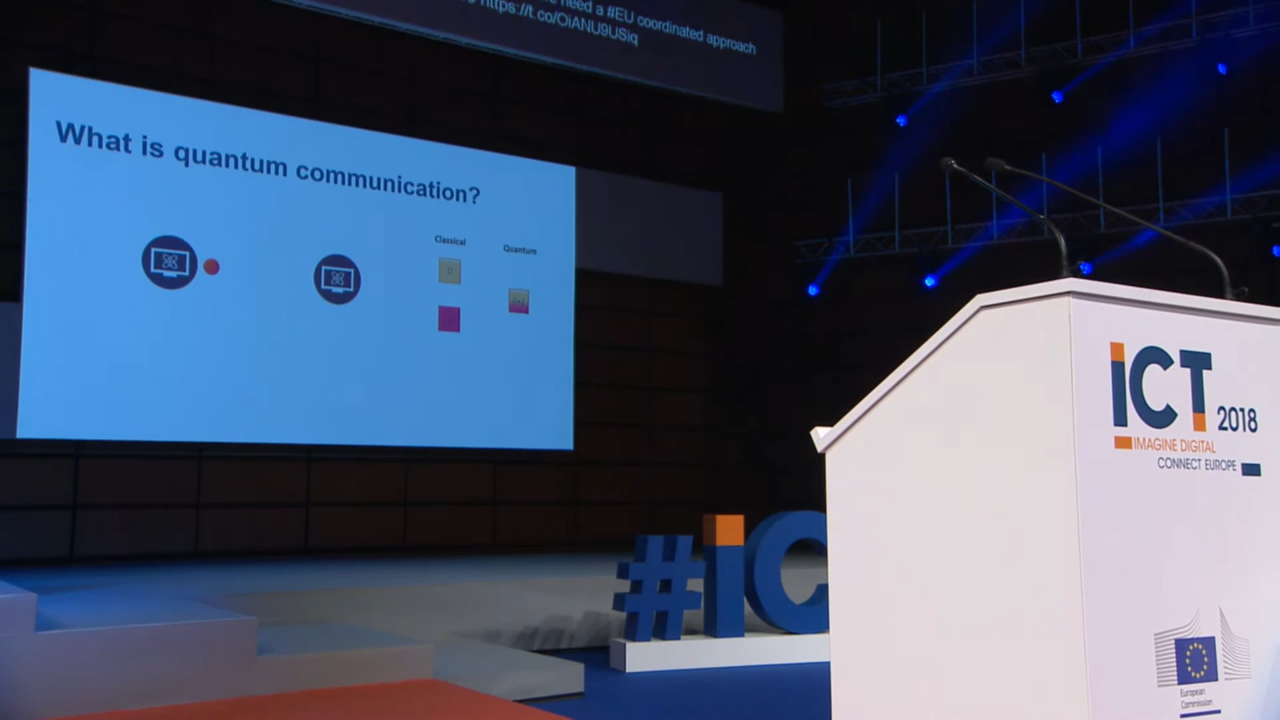 need a #EU coordinated approach
https://t.co/OiANU9USiq
What is quantum communication?
Classical
Quantum
0
#iC
iCT
2018
IMAGINE DIGITAL
CONNECT EUROPE
European
Commission